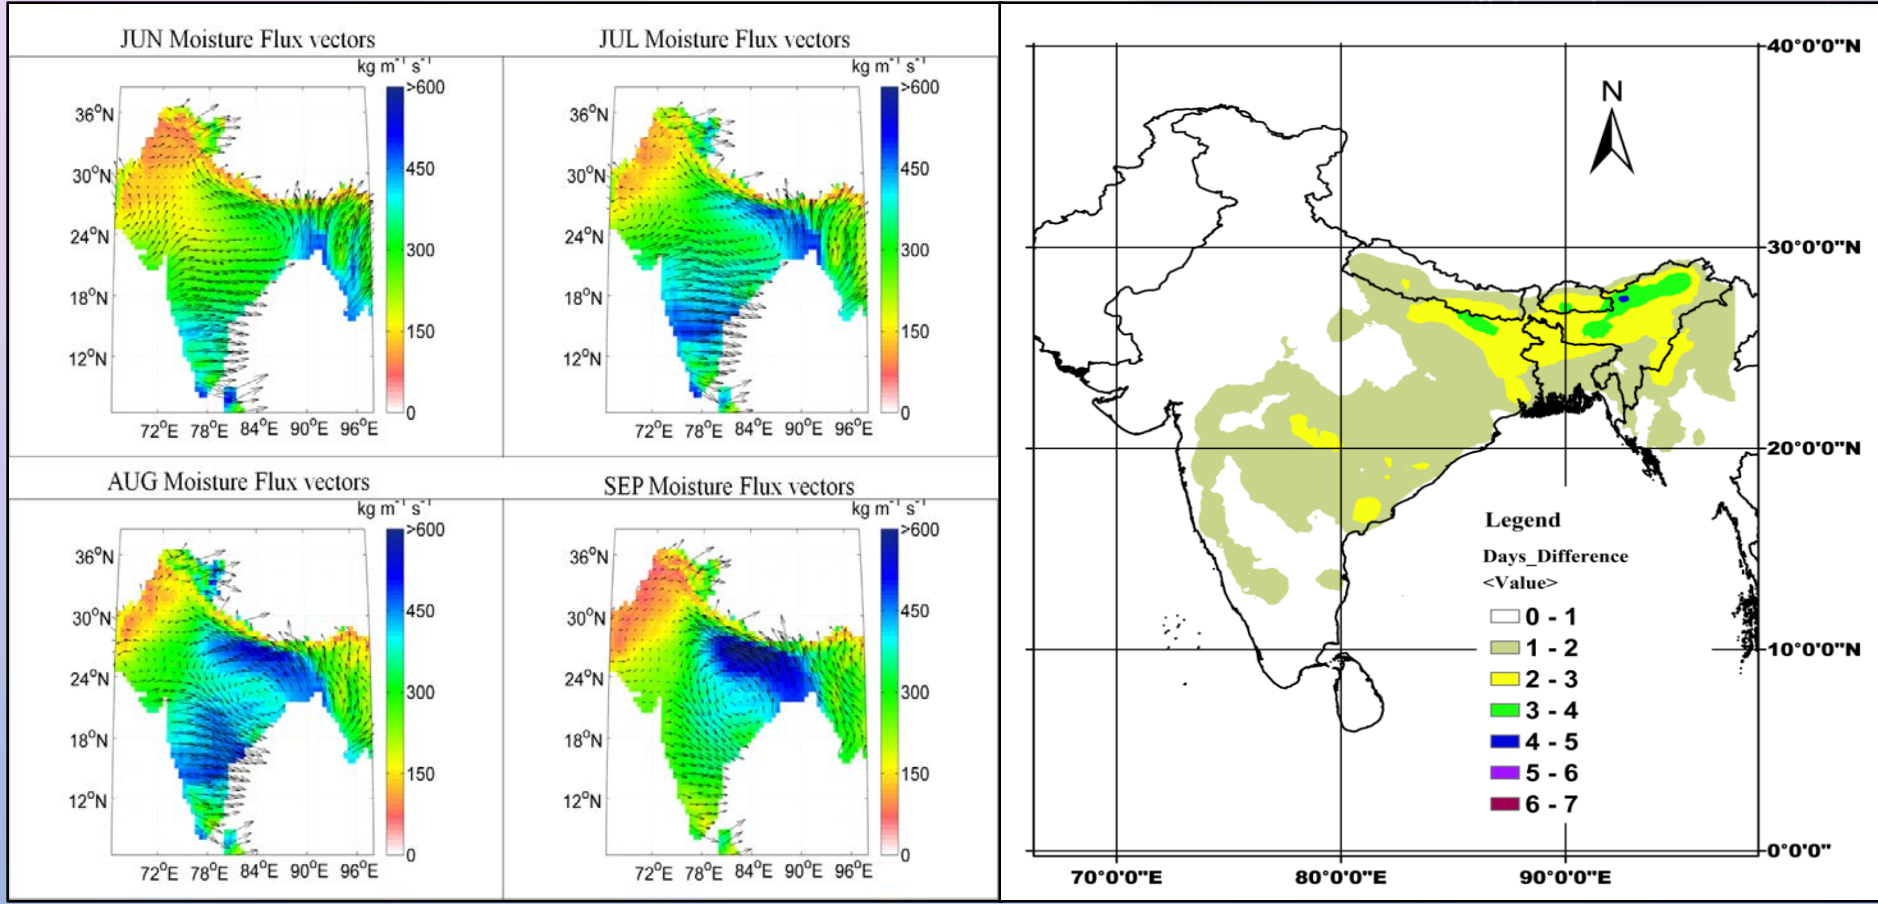 JUN Moisture Flux vectors
kg m⁻¹ s⁻¹
>600
450
300
150
0
36°N
30°N
24°N
18°N
12°N
72°E 78°E 84°E 90°E 96°E
JUL Moisture Flux vectors
kg m⁻¹ s⁻¹
>600
450
300
150
0
36°N
30°N
24°N
18°N
12°N
72°E 78°E 84°E 90°E 96°E
AUG Moisture Flux vectors
kg m⁻¹ s⁻¹
>600
450
300
150
0
36°N
30°N
24°N
18°N
12°N
72°E 78°E 84°E 90°E 96°E
SEP Moisture Flux vectors
kg m⁻¹ s⁻¹
>600
450
300
150
0
36°N
30°N
24°N
18°N
12°N
72°E 78°E 84°E 90°E 96°E
40°0'0"N
N
30°0'0"N
20°0'0"N
Legend
Days_Difference
<Value>
0 - 1
1 - 2
2 - 3
3 - 4
4 - 5
5 - 6
6 - 7
10°0'0"N
0°0'0"
70°0'0"E 80°0'0"E 90°0'0"E